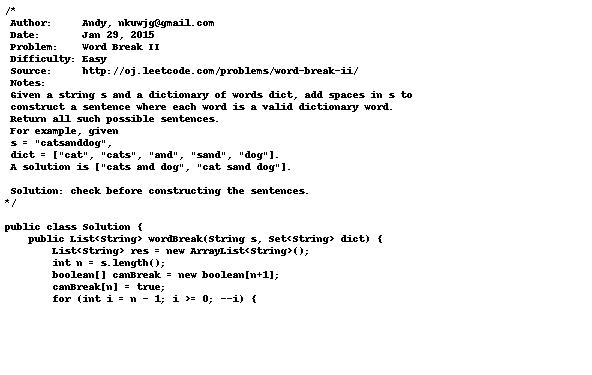 /*
 Author:     Andy, nkuwjg@gmail.com
 Date:       Jan 29, 2015
 Problem:    Word Break II
 Difficulty: Easy
 Source:     http://oj.leetcode.com/problems/word-break-ii/
 Notes:
 Given a string s and a dictionary of words dict, add spaces in s to
 construct a sentence where each word is a valid dictionary word.
 Return all such possible sentences.
 For example, given
 s = "catsanddog",
 dict = ["cat", "cats", "and", "sand", "dog"].
 A solution is ["cats and dog", "cat sand dog"].

 Solution: check before constructing the sentences.
*/

public class Solution {
    public List<String> wordBreak(String s, Set<String> dict) {
        List<String> res = new ArrayList<String>();
        int n = s.length();
        boolean[] canBreak = new boolean[n+1];
        canBreak[n] = true;
        for (int i = n - 1; i >= 0; --i) {